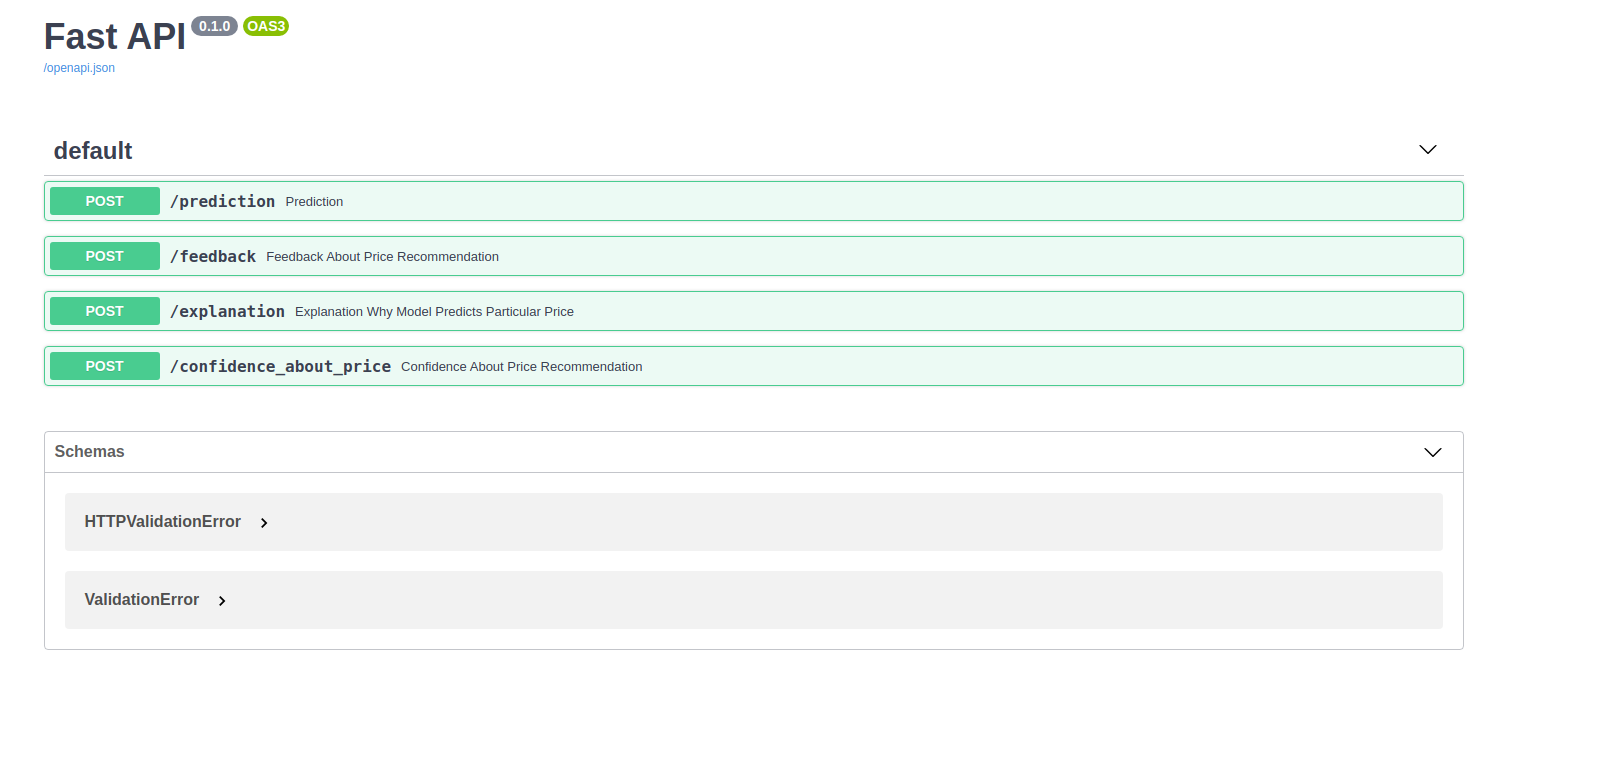 Fast API 0.1.0 OAS3
/openapi.json
default
POST /prediction Prediction
POST /feedback Feedback About Price Recommendation
POST /explanation Explanation Why Model Predicts Particular Price
POST /confidence_about_price Confidence About Price Recommendation
Schemas
HTTPValidationError
ValidationError